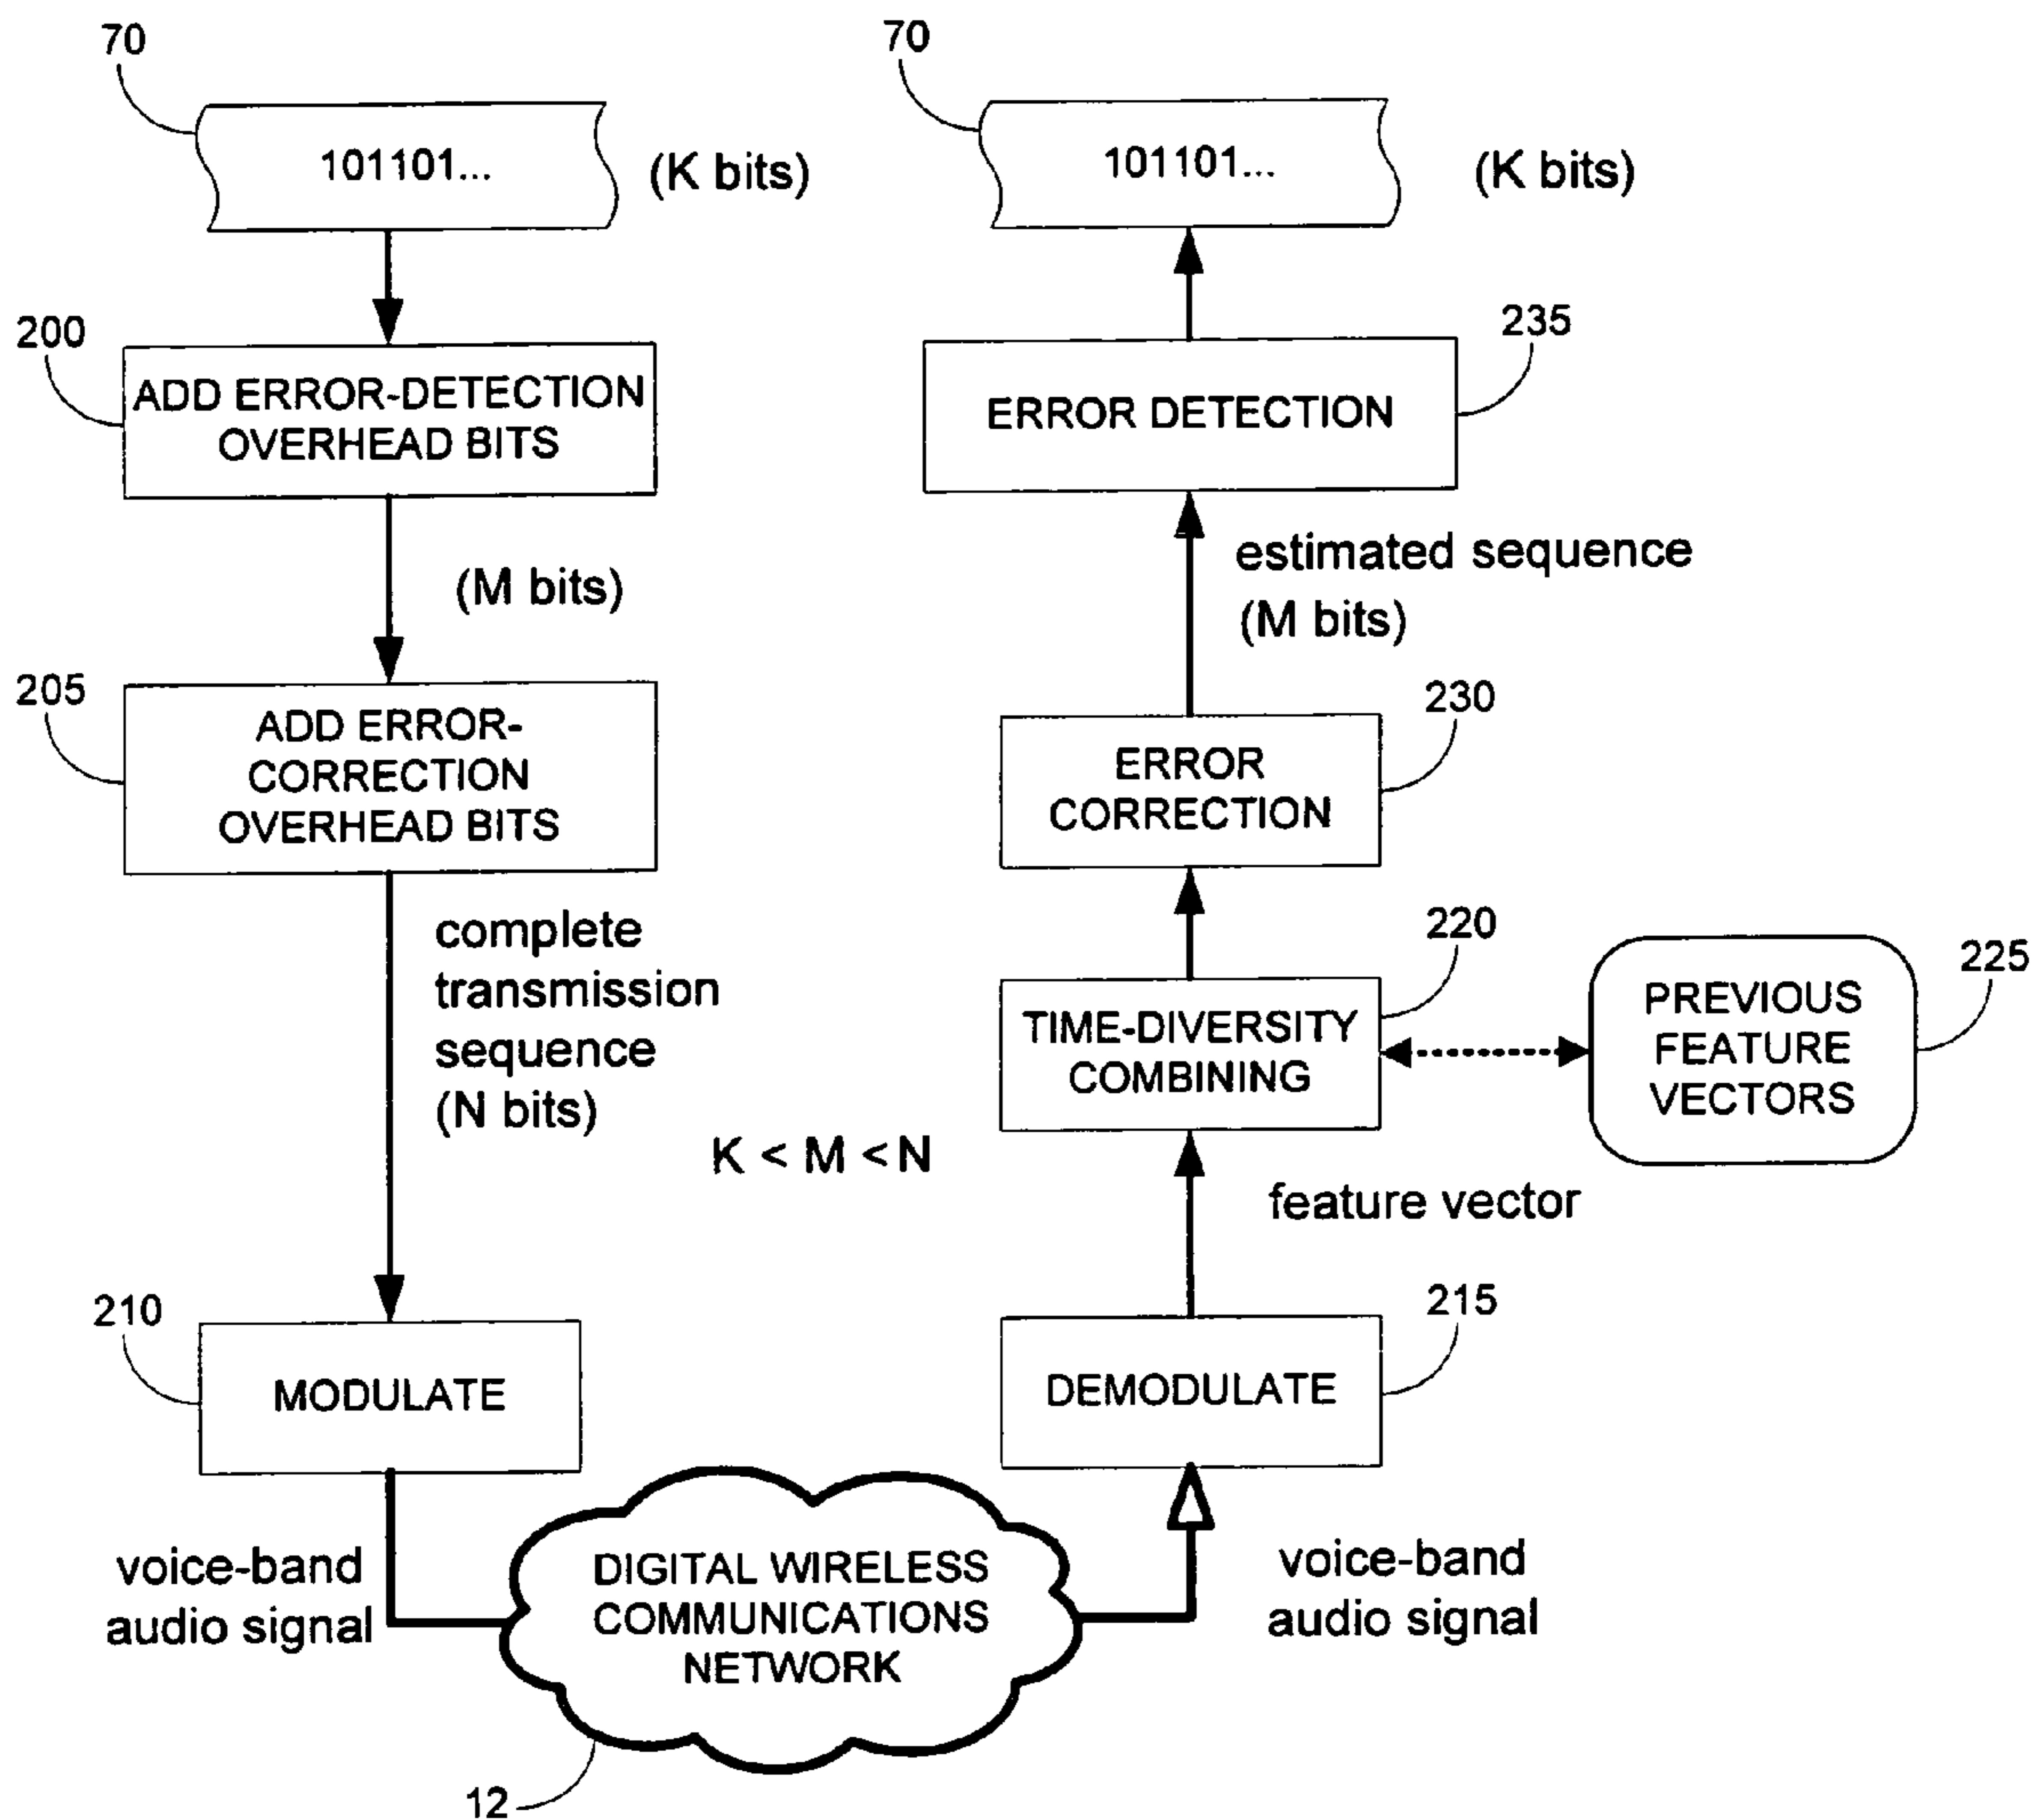 70
101101...
(K bits)
200
ADD ERROR-DETECTION
OVERHEAD BITS
(M bits)
205
ADD ERROR-
CORRECTION
OVERHEAD BITS
complete
transmission
sequence
(N bits)
210
MODULATE
voice-band
audio signal
DIGITAL WIRELESS
COMMUNICATIONS
NETWORK
12
K < M < N
70
101101...
(K bits)
235
ERROR DETECTION
estimated sequence
(M bits)
230
ERROR
CORRECTION
220
TIME-DIVERSITY
COMBINING
225
PREVIOUS
FEATURE
VECTORS
feature vector
215
DEMODULATE
voice-band
audio signal